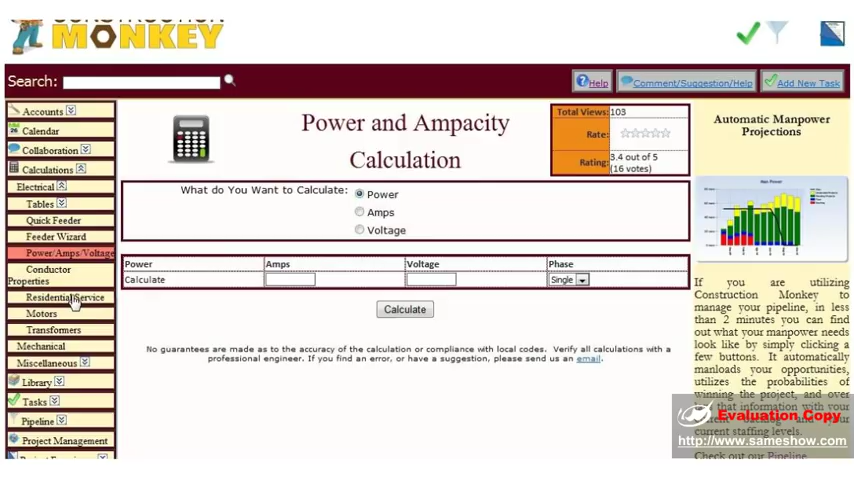 MONKEY
Search:
Help
Comment/Suggestion/Help
Add New Task
Accounts
Calendar
Collaboration
Calculations
Electrical
Tables
Quick Feeder
Feeder Wizard
Power/Amps/Voltage
Conductor
Properties
Residential Service
Motors
Transformers
Mechanical
Miscellaneous
Library
Tasks
Pipeline
Project Management
Power and Ampacity
Calculation
Total Views: 103
Rate:
Rating: 3.4 out of 5
(16 votes)
What do You Want to Calculate: Power
Amps
Voltage
Power Amps Voltage Phase
Calculate Single
Calculate
No guarantees are made as to the accuracy of the calculation or compliance with local codes. Verify all calculations with a
professional engineer. If you find an error, or have a suggestion, please send us an email.
Automatic Manpower
Projections
If you are utilizing
Construction Monkey to
manage your pipeline, in less
than 2 minutes you can find
out what your manpower needs
look like by simply clicking a
few buttons. It automatically
manloads your opportunities,
utilizes the probabilities of
winning the project, and over
that information with your
current staffing levels.
Check out our Pipeline
Evaluation Copy
http://www.sameshow.com